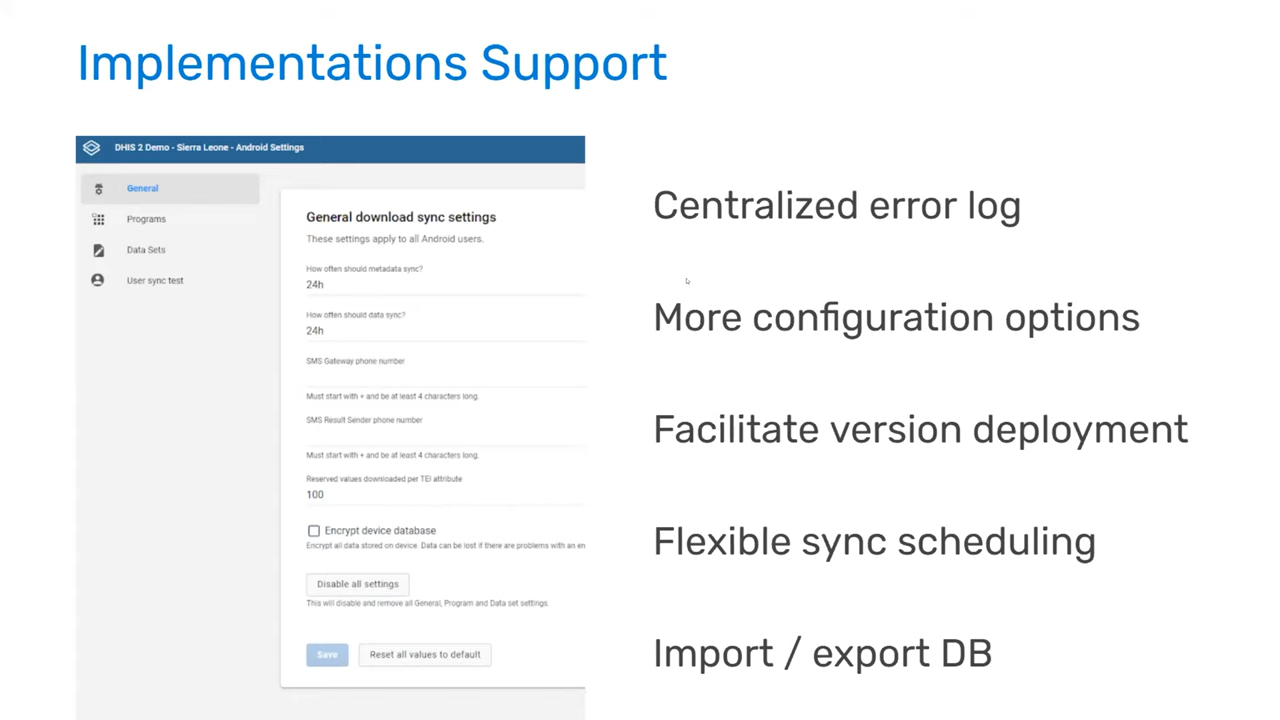 Implementations Support
DHIS 2 Demo - Sierra Leone - Android Settings
General
Programs
Data Sets
User sync test
General download sync settings
These settings apply to all Android users.
How often should metadata sync?
24h
How often should data sync?
24h
SMS Gateway phone number
Must start with + and be at least 4 characters long.
SMS Result Sender phone number
Must start with + and be at least 4 characters long.
Reserved values downloaded per TEI attribute
100
Encrypt device database
Encrypt all data stored on device. Data can be lost if there are problems with an en
Disable all settings
This will disable and remove all General, Program and Data set settings.
Save
Reset all values to default
Centralized error log
More configuration options
Facilitate version deployment
Flexible sync scheduling
Import / export DB